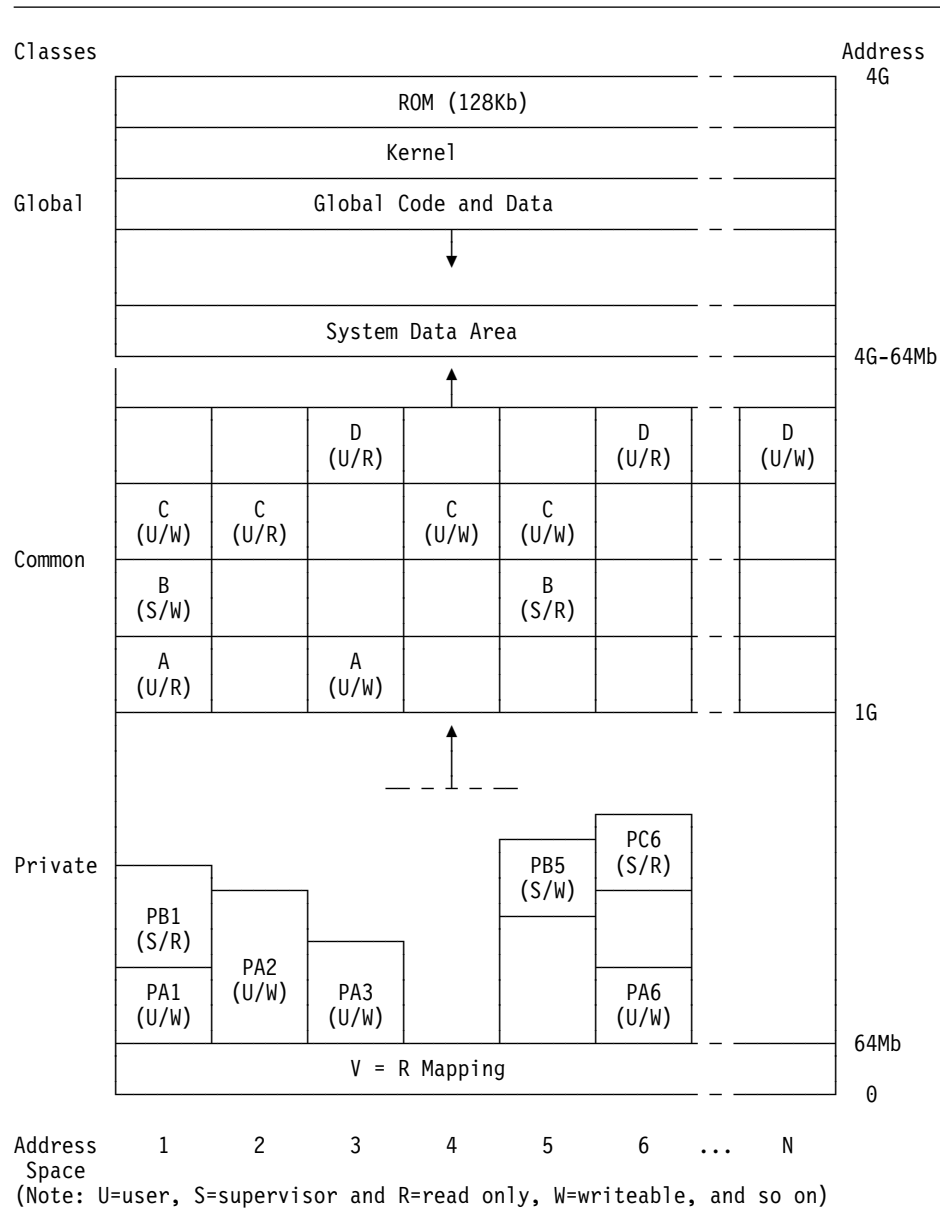 Classes Address
4G
ROM (128Kb)
Kernel
Global Global Code and Data
System Data Area
4G-64Mb
D D D
(U/R) (U/R) (U/W)
C C C C
(U/W) (U/R) (U/W) (U/W)
Common
B B
(S/W) (S/R)
A A
(U/R) (U/W)
1G
PC6
Private PB5 (S/R)
(S/W)
PB1
(S/R)
PA2
PA1 (U/W) PA3 PA6
(U/W) (U/W) (U/W)
64Mb
V = R Mapping
0
Address 1 2 3 4 5 6 ... N
Space
(Note: U=user, S=supervisor and R=read only, W=writeable, and so on)